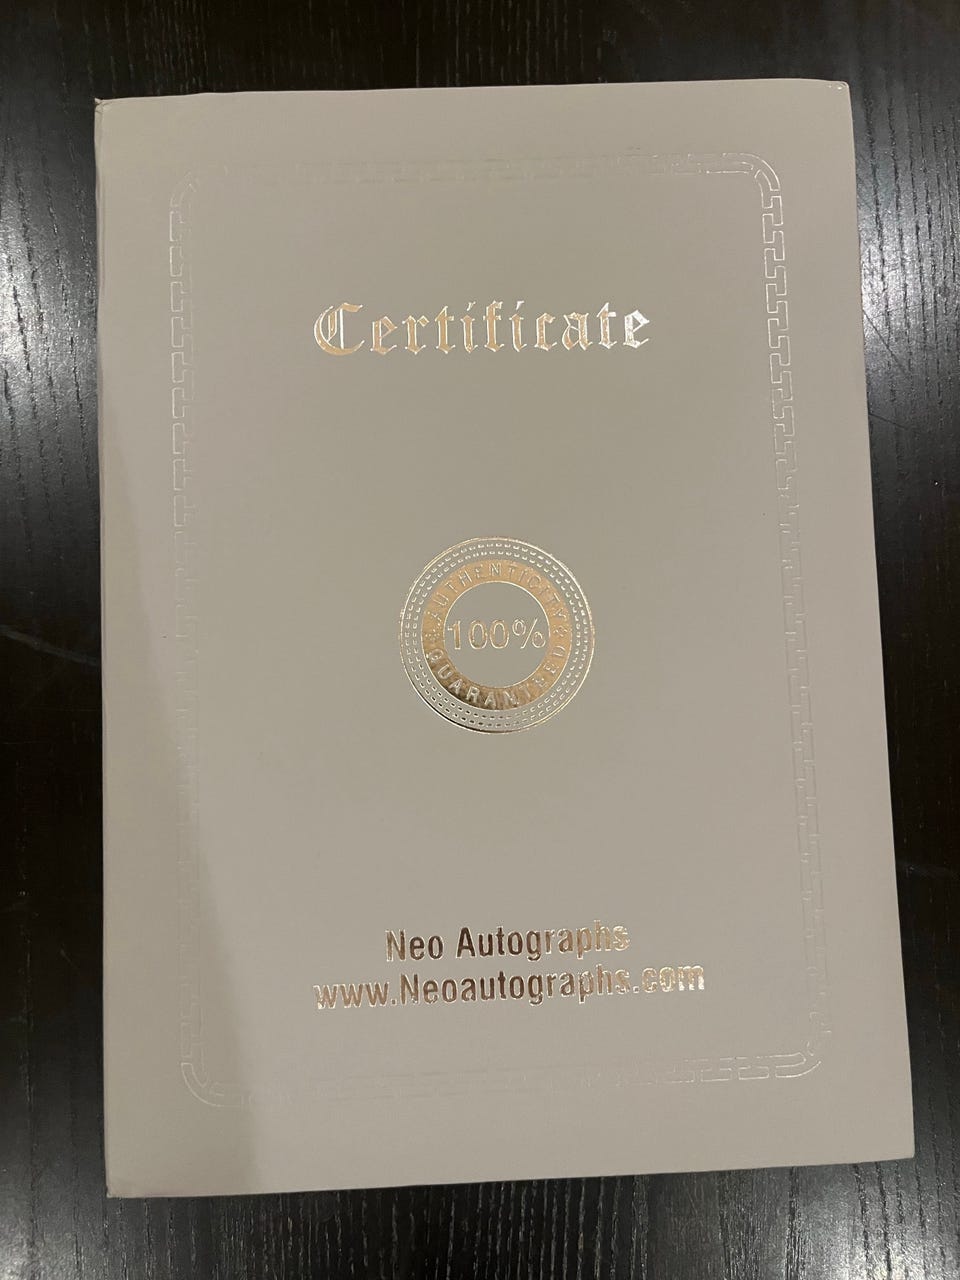 Certificate
AUTHENTICITY
100%
GUARANTEED
Neo Autographs
www.Neoautographs.com